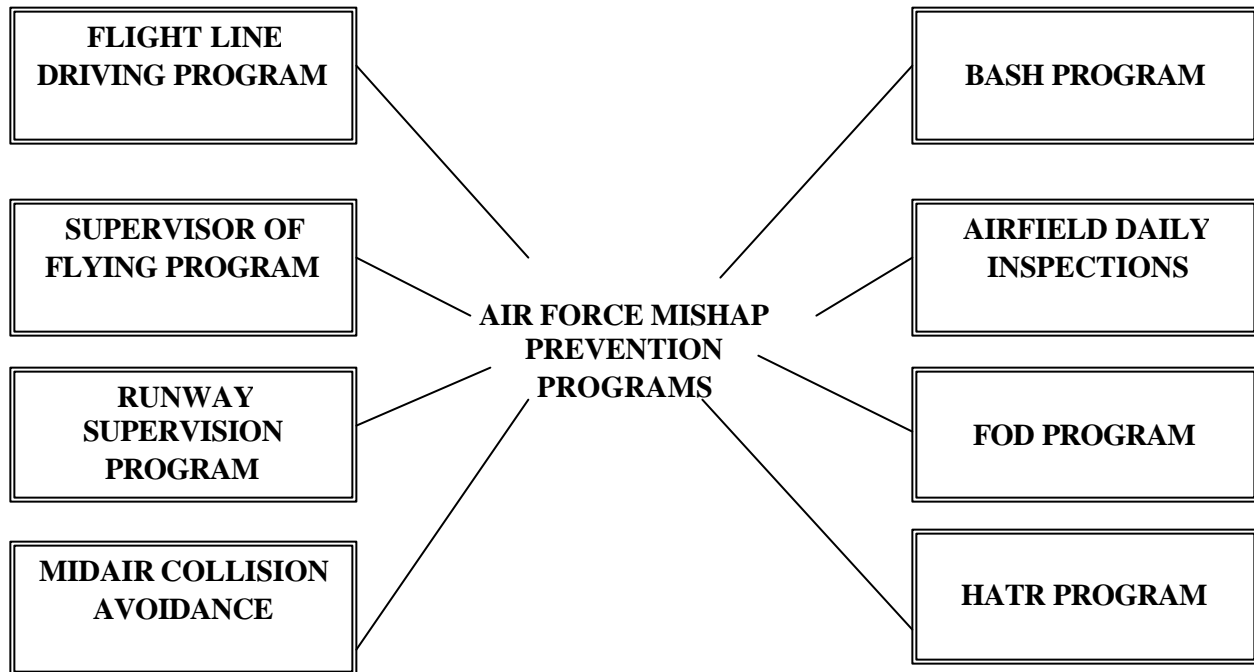 FLIGHT LINE
DRIVING PROGRAM
SUPERVISOR OF
FLYING PROGRAM
RUNWAY
SUPERVISION
PROGRAM
MIDAIR COLLISION
AVOIDANCE
AIR FORCE MISHAP
PREVENTION
PROGRAMS
BASH PROGRAM
AIRFIELD DAILY
INSPECTIONS
FOD PROGRAM
HATR PROGRAM